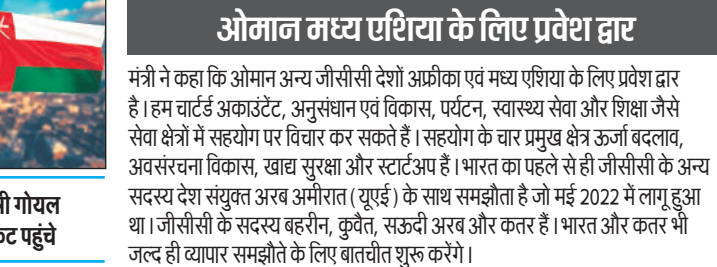 ओमान मध्य एशिया के लिए प्रवेश द्वार
मंत्री ने कहा कि ओमान अन्य जीसीसी देशों अफ्रीका एवं मध्य एशिया के लिए प्रवेश द्वार
है। हम चार्टर्ड अकाउंटेंट, अनुसंधान एवं विकास, पर्यटन, स्वास्थ्य सेवा और शिक्षा जैसे
सेवा क्षेत्रों में सहयोग पर विचार कर सकते हैं। सहयोग के चार प्रमुख क्षेत्र ऊर्जा बदलाव,
अवसंरचना विकास, खाद्य सुरक्षा और स्टार्टअप हैं। भारत का पहले से ही जीसीसी के अन्य
सदस्य देश संयुक्त अरब अमीरात ( यूएई ) के साथ समझौता है जो मई 2022 में लागू हुआ
था। जीसीसी के सदस्य बहरीन, कुवैत, सऊदी अरब और कतर हैं। भारत और कतर भी
जल्द ही व्यापार समझौते के लिए बातचीत शुरू करेंगे।
गोयल
पहुंचे